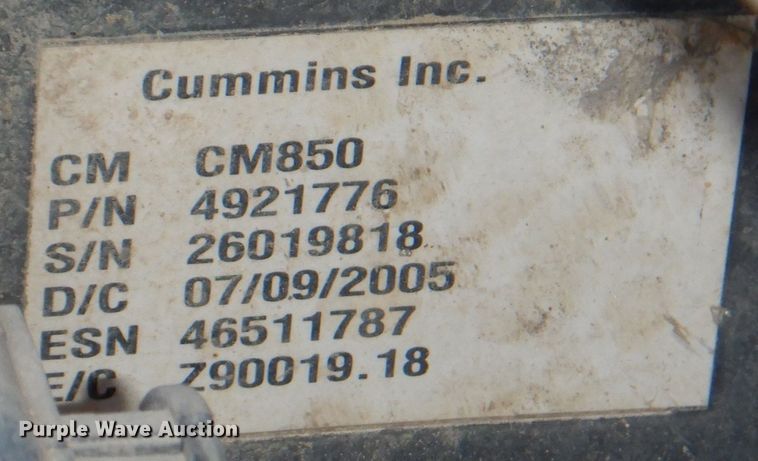 Cummins Inc.
CM CM850
P/N 4921776
S/N 26019818
D/C 07/09/2005
ESN 46511787
E/C Z90019.18
Purple Wave Auction